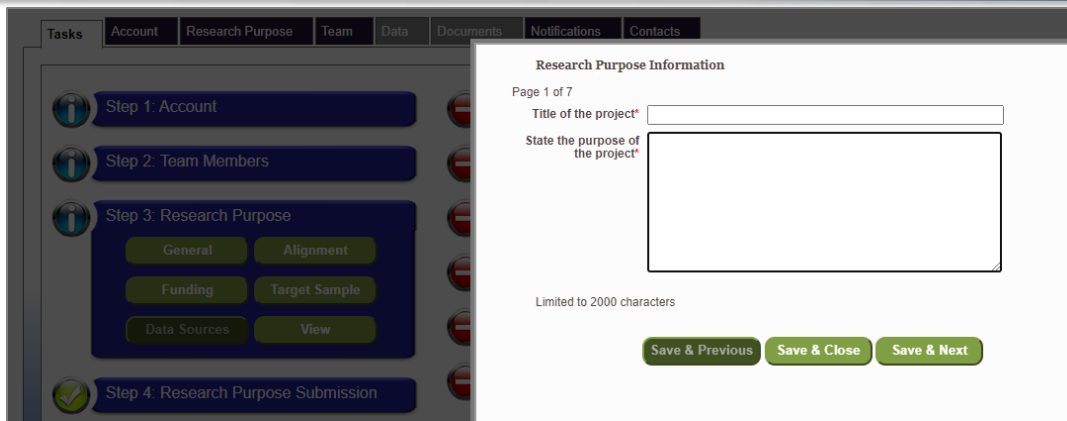 Tasks
Account
Research Purpose
Team
Data
Documents
Notifications
Contacts
Step 1: Account
Step 2: Team Members
Step 3: Research Purpose
General
Alignment
Funding
Target Sample
Data Sources
View
Step 4: Research Purpose Submission
Research Purpose Information
Page 1 of 7
Title of the project*
State the purpose of
the project*
Limited to 2000 characters
Save & Previous
Save & Close
Save & Next